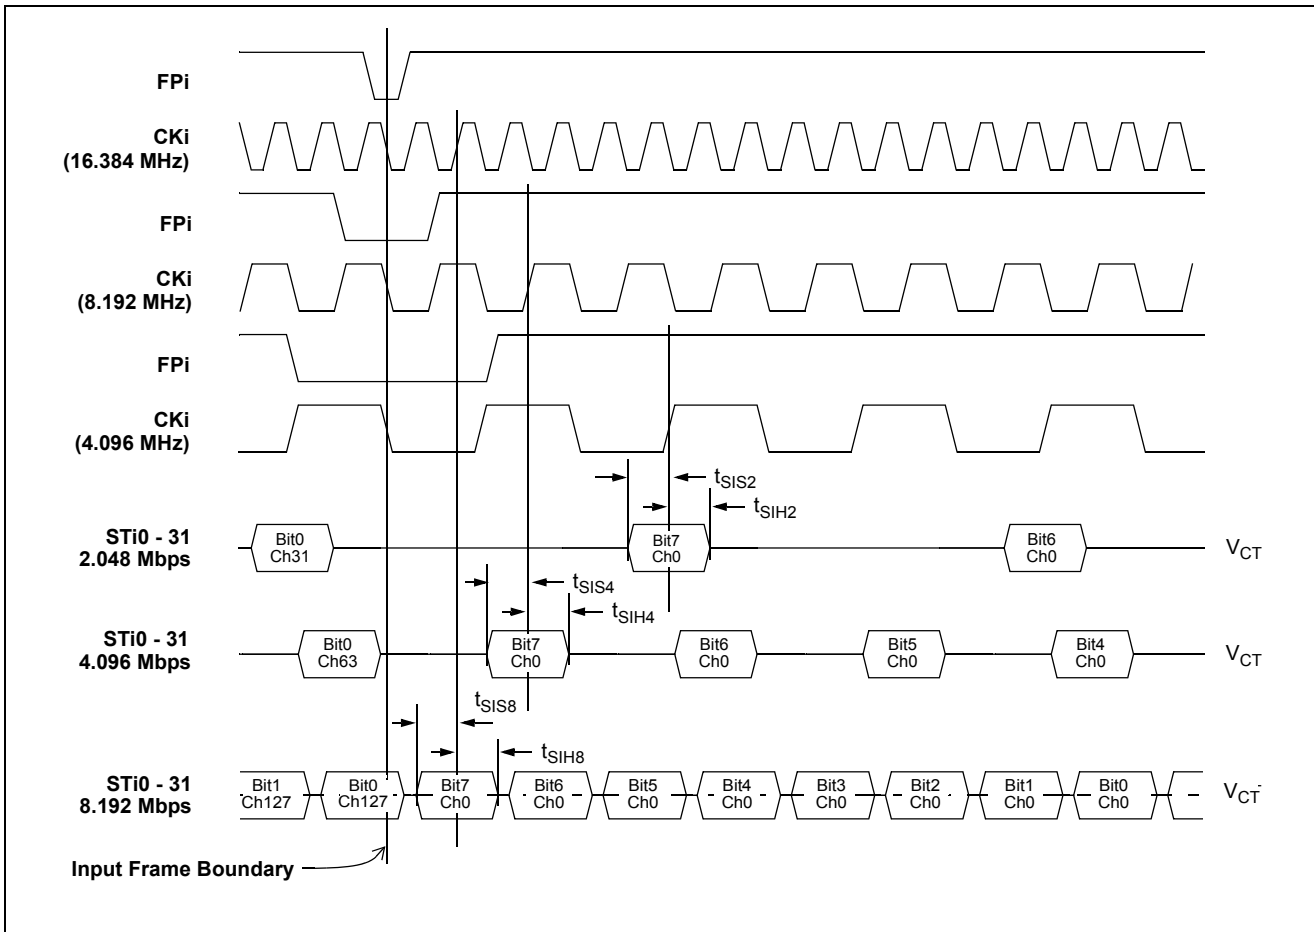 FPi
CKi
(16.384 MHz)
FPi
CKi
(8.192 MHz)
FPi
CKi
(4.096 MHz)
tSIS2
tSIH2
STi0 - 31
2.048 Mbps
Bit0
Ch31
Bit7
Ch0
Bit6
Ch0
VCT
tSIS4
tSIH4
STi0 - 31
4.096 Mbps
Bit0
Ch63
Bit7
Ch0
Bit6
Ch0
Bit5
Ch0
Bit4
Ch0
VCT
tSIS8
tSIH8
STi0 - 31
8.192 Mbps
Bit1
Ch127
Bit0
Ch127
Bit7
Ch0
Bit6
Ch0
Bit5
Ch0
Bit4
Ch0
Bit3
Ch0
Bit2
Ch0
Bit1
Ch0
Bit0
Ch0
VCT
Input Frame Boundary